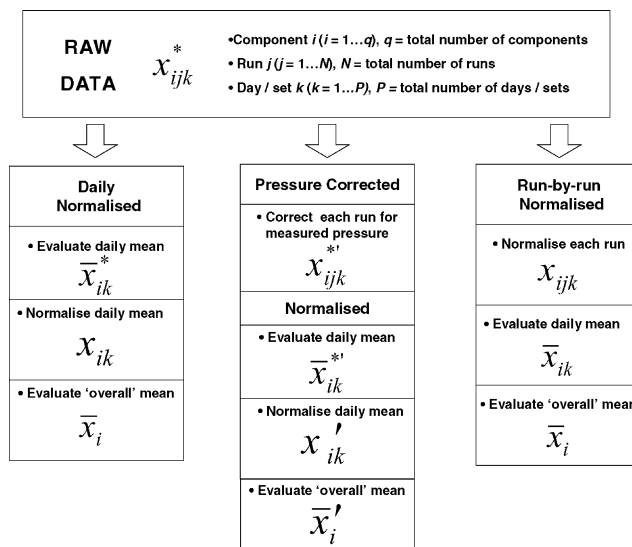 RAW
DATA
x*ijk
•Component i (i = 1…q), q = total number of components
• Run j (j = 1…N), N = total number of runs
• Day / set k (k = 1…P), P = total number of days / sets
Daily
Normalised
• Evaluate daily mean
x̅*ik
• Normalise daily mean
xik
• Evaluate ‘overall’ mean
x̅i
Pressure Corrected
• Correct each run for
measured pressure
x*'ijk
Normalised
• Evaluate daily mean
x̅*'ik
• Normalise daily mean
x'ik
• Evaluate ‘overall’ mean
x̅i'
Run-by-run
Normalised
• Normalise each run
xijk
• Evaluate daily mean
x̅ik
• Evaluate ‘overall’ mean
x̅i